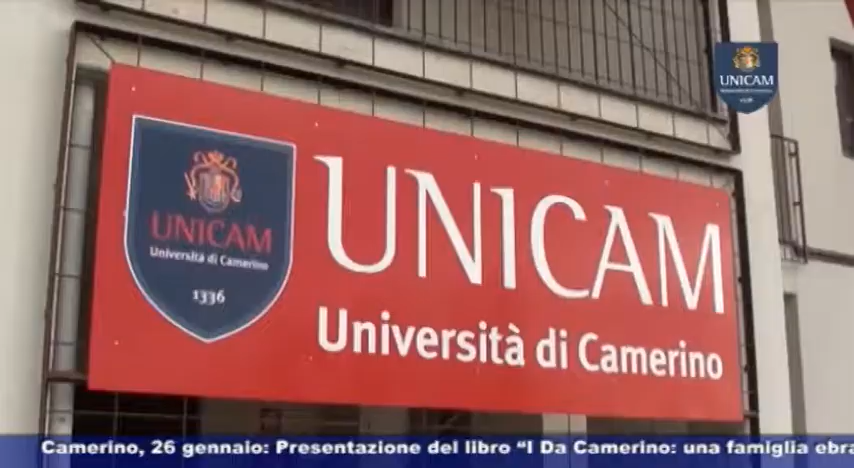 UNICAM
1336
UNICAM
Università di Camerino
1336
UNICAM
Università di Camerino
Camerino, 26 gennaio: Presentazione del libro "I Da Camerino: una famiglia ebra